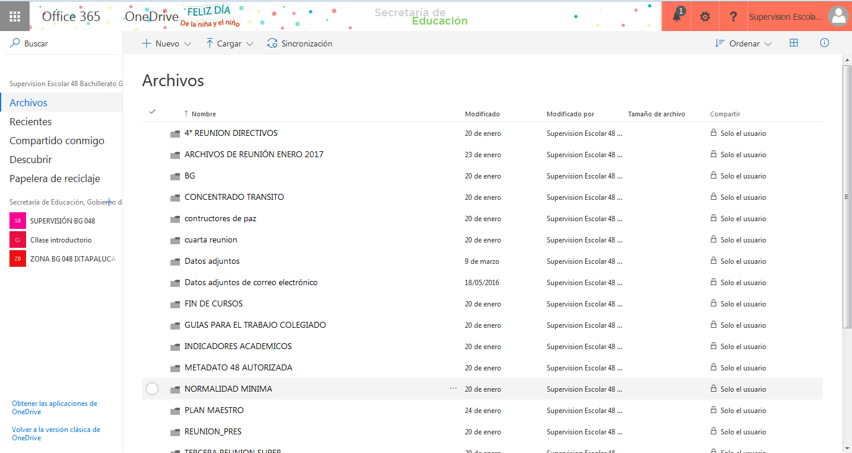 Office 365
OneDrive
FELIZ DÍA
De la niña y el niño
Secretaría de
Educación
1
?
Supervision Escola...
Buscar
Nuevo
Cargar
Sincronización
Ordenar
Supervision Escolar 48 Bachillerato G
Archivos
Recientes
Compartido conmigo
Descubrir
Papelera de reciclaje
Secretaría de Educación, Gobierno d
SB SUPERVISIÓN BG 048
CI Cllase introductorio
ZB ZONA BG 048 IXTAPALUCA
Obtener las aplicaciones de
OneDrive
Volver a la versión clásica de
OneDrive
Archivos
Nombre Modificado Modificado por Tamaño de archivo Compartir
4° REUNION DIRECTIVOS 20 de enero Supervision Escolar 48 ... Solo el usuario
ARCHIVOS DE REUNIÓN ENERO 2017 23 de enero Supervision Escolar 48 ... Solo el usuario
BG 20 de enero Supervision Escolar 48 ... Solo el usuario
CONCENTRADO TRANSITO 20 de enero Supervision Escolar 48 ... Solo el usuario
contructores de paz 20 de enero Supervision Escolar 48 ... Solo el usuario
cuarta reunion 20 de enero Supervision Escolar 48 ... Solo el usuario
Datos adjuntos 9 de marzo Supervision Escolar 48 ... Solo el usuario
Datos adjuntos de correo electrónico 18/05/2016 Supervision Escolar 48 ... Solo el usuario
FIN DE CURSOS 20 de enero Supervision Escolar 48 ... Solo el usuario
GUIAS PARA EL TRABAJO COLEGIADO 20 de enero Supervision Escolar 48 ... Solo el usuario
INDICADORES ACADEMICOS 20 de enero Supervision Escolar 48 ... Solo el usuario
METADATO 48 AUTORIZADA 20 de enero Supervision Escolar 48 ... Solo el usuario
NORMALIDAD MINIMA ... 20 de enero Supervision Escolar 48 ... Solo el usuario
PLAN MAESTRO 24 de enero Supervision Escolar 48 ... Solo el usuario
REUNION_PRES 20 de enero Supervision Escolar 48 ... Solo el usuario
TERCERA REUNION SUPER 20 de enero Supervision Escolar 48 ... Solo el usuario